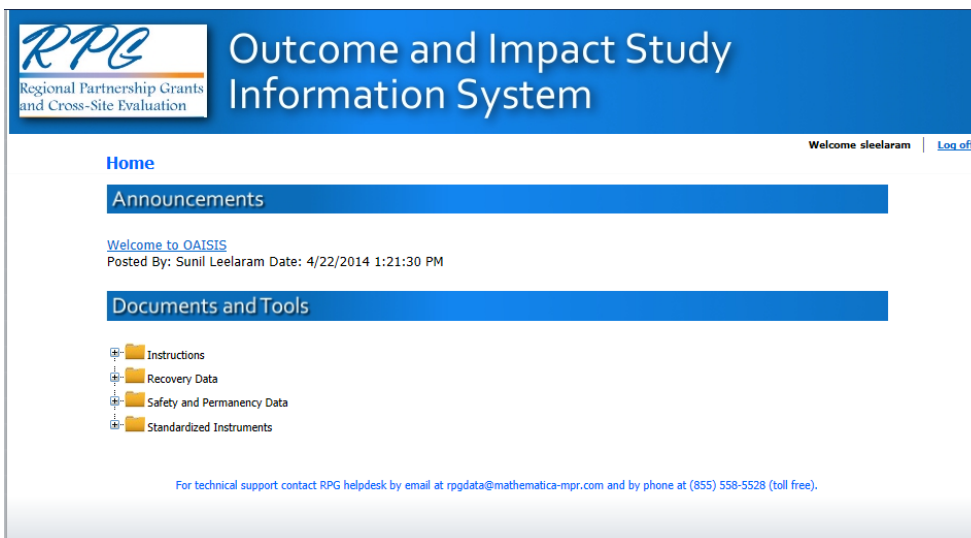 RPG
Regional Partnership Grants
and Cross-Site Evaluation
Outcome and Impact Study
Information System
Welcome sleelaram
Log of
Home
Announcements
Welcome to OAISIS
Posted By: Sunil Leelaram Date: 4/22/2014 1:21:30 PM
Documents and Tools
Instructions
Recovery Data
Safety and Permanency Data
Standardized Instruments
For technical support contact RPG helpdesk by email at rpgdata@mathematica-mpr.com and by phone at (855) 558-5528 (toll free).